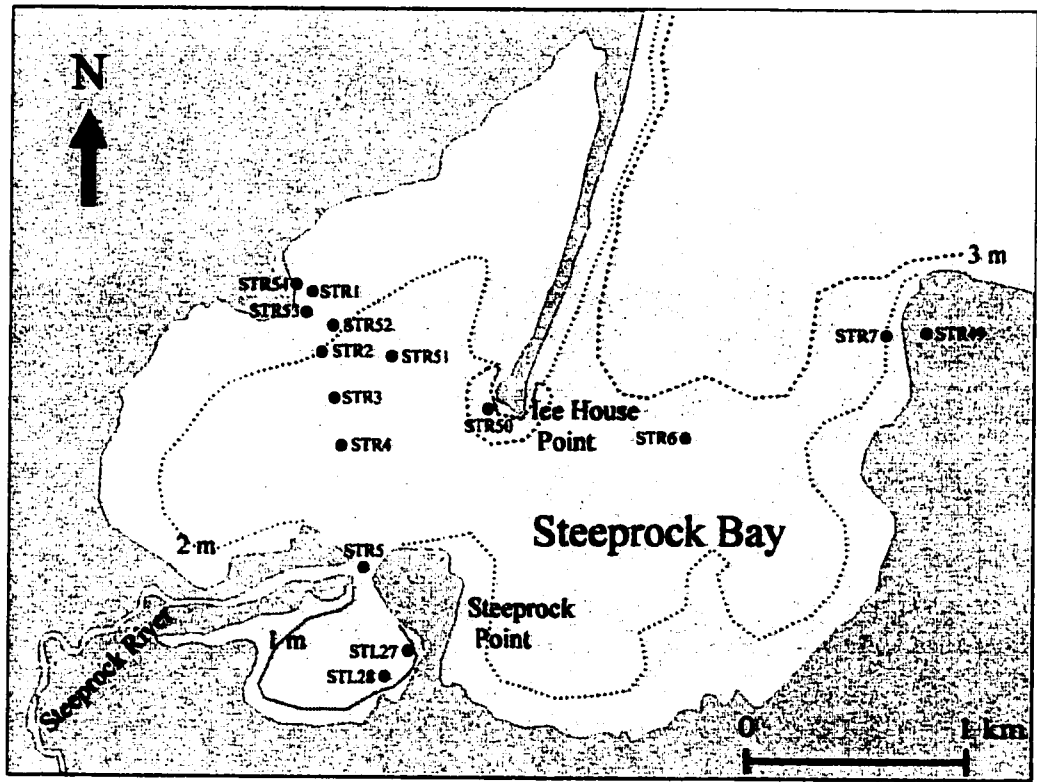 N
3 m
STR54
STR1
STR53
STR52
STR2
STR51
STR7
STR49
STR3
STR50
Ice House
Point
STR4
STR6
Steeprock Bay
2 m
STR5
Steeprock
Point
Steeprock River
1 m
STL27
STL28
0
1 km